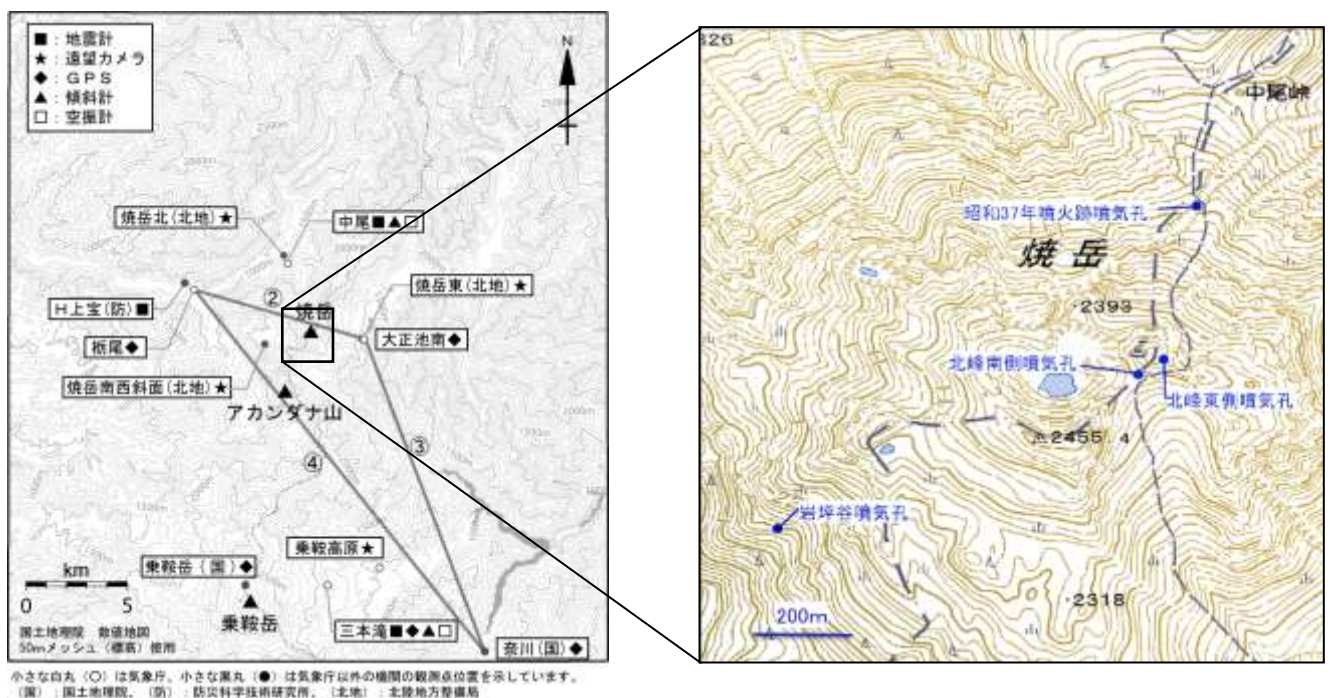 ■：地震計
★：遠望カメラ
◆：GPS
▲：傾斜計
□：空振計
N
焼岳北(北地)★
中尾■▲□
焼岳東(北地)★
②
焼岳
H上宝(防)■
大正池南◆
栃尾◆
焼岳南西斜面(北地)★
アカンダナ山
③
④
乗鞍高原★
乗鞍岳(国)◆
km
0 5
乗鞍岳
三本滝■◆▲□
奈川(国)◆
国土地理院 数値地図
50mメッシュ(標高)使用
小さな白丸(○)は気象庁、小さな黒丸(●)は気象庁以外の機関の観測点位置を示しています。
(国)：国土地理院、(防)：防災科学技術研究所、(北地)：北陸地方整備局
826
中尾峠
昭和37年噴火跡噴気孔
焼岳
・2393
北峰南側噴気孔
北峰東側噴気孔
2455.4
岩坪谷噴気孔
200m
・2318